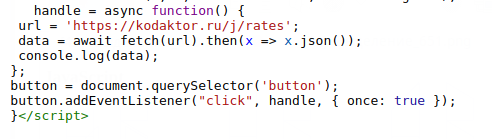 handle = async function() {
url = 'https://kodaktor.ru/j/rates';
data = await fetch(url).then(x => x.json());
console.log(data);
};
button = document.querySelector('button');
button.addEventListener("click", handle, { once: true });
}</script>